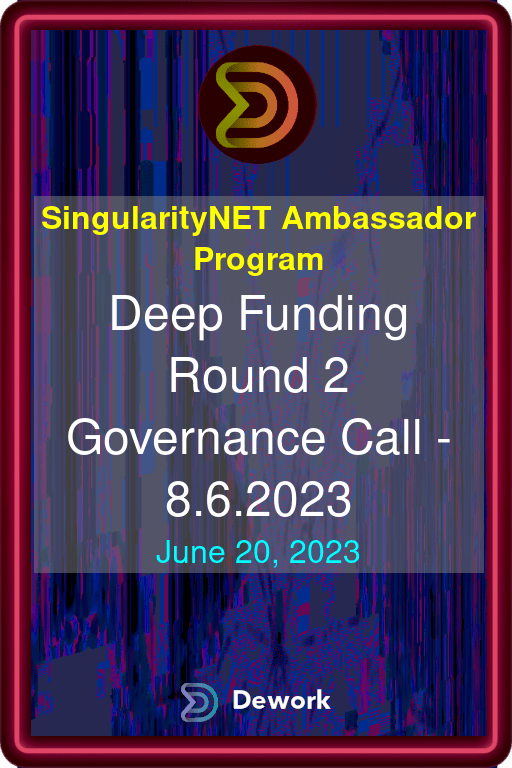 SingularityNET Ambassador
Program
Deep Funding
Round 2
Governance Call -
8.6.2023
June 20, 2023
Dework